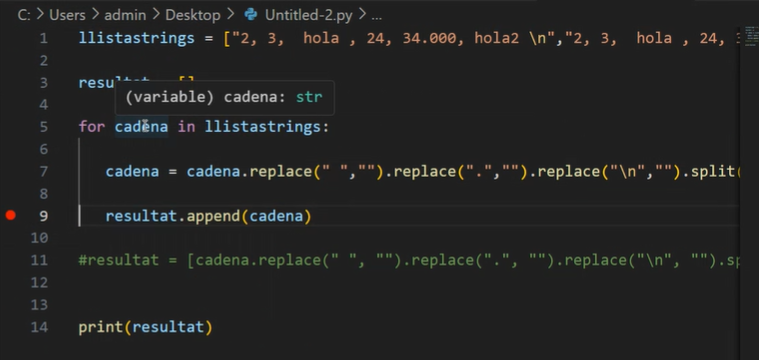 C: > Users > admin > Desktop > Untitled-2.py > ...
1 llistastrings = ["2, 3,  hola , 24, 34.000, hola2 \n","2, 3,  hola , 24,
2
3 resultat = []
(variable) cadena: str
4
5 for cadena in llistastrings:
6
7 cadena = cadena.replace(" ","").replace(".","").replace("\n","").split(
8
9 resultat.append(cadena)
10
11 #resultat = [cadena.replace(" ", "").replace(".", "").replace("\n", "").sp
12
13
14 print(resultat)